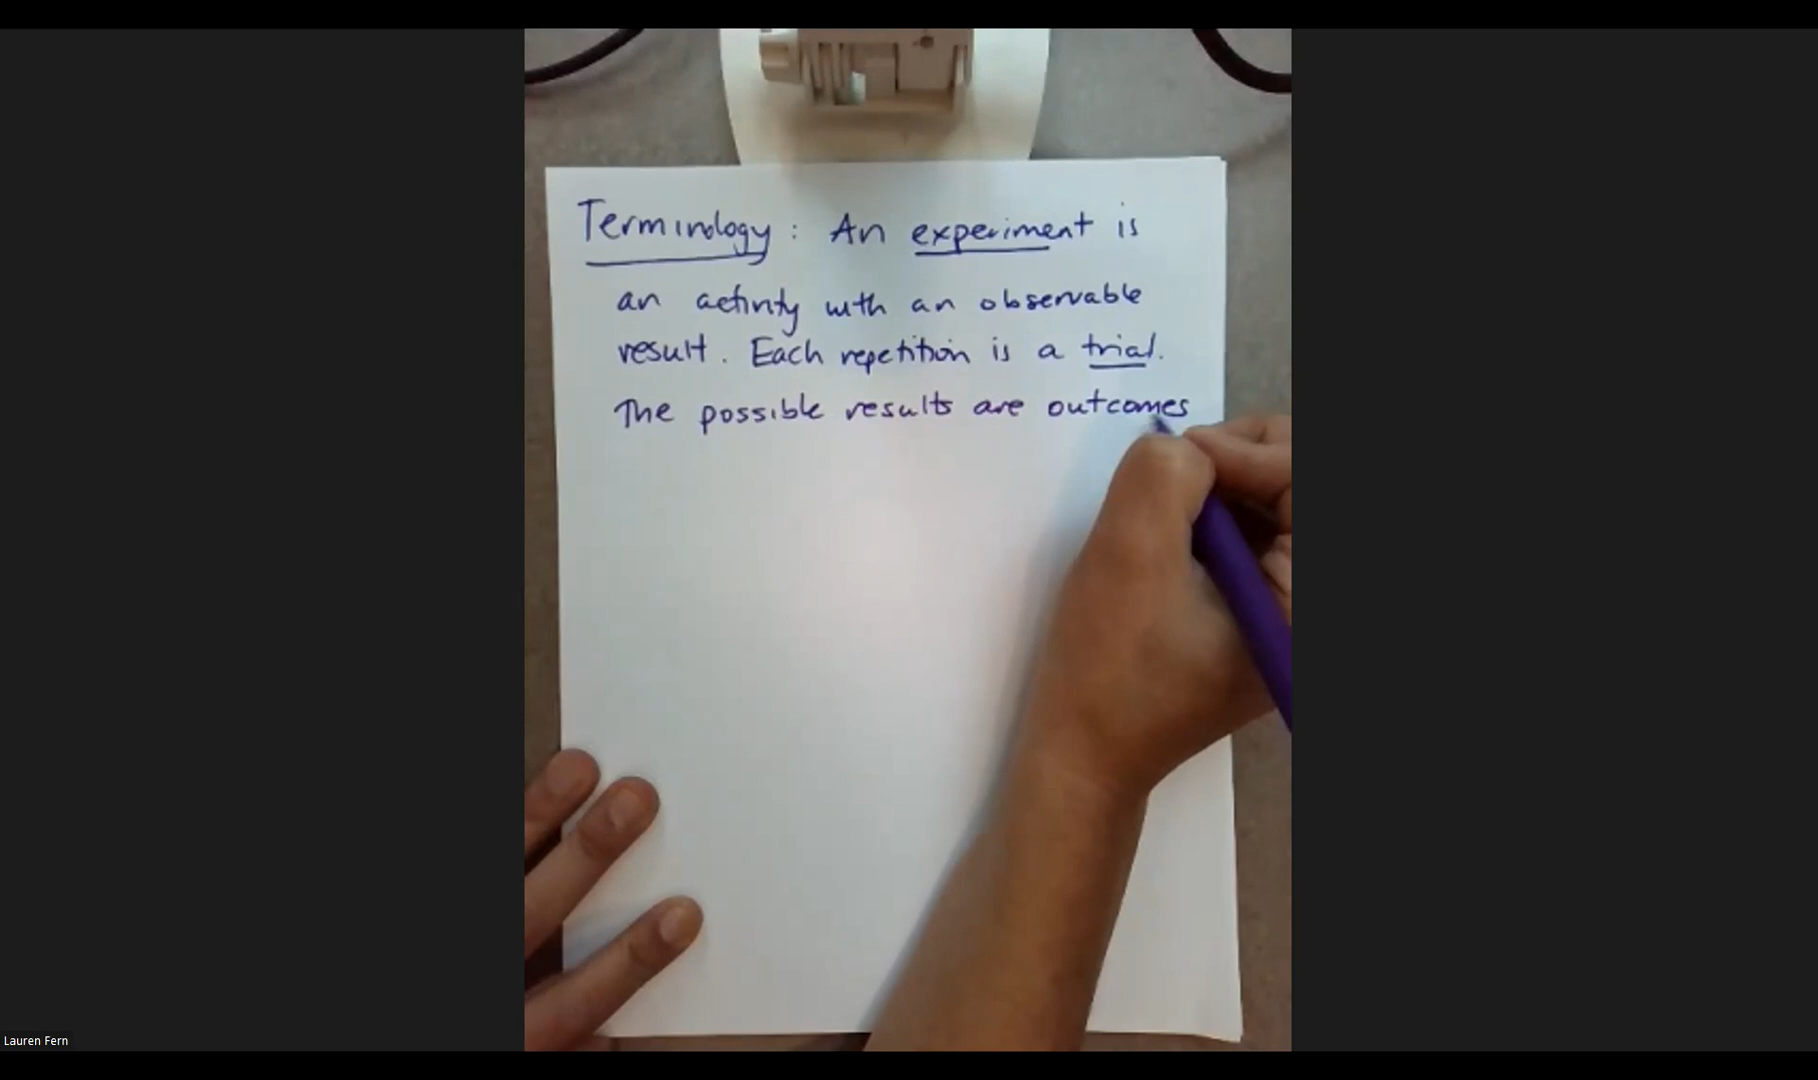 Terminology: An experiment is
an activity with an observable
result. Each repetition is a trial.
The possible results are outcomes
Lauren Fern